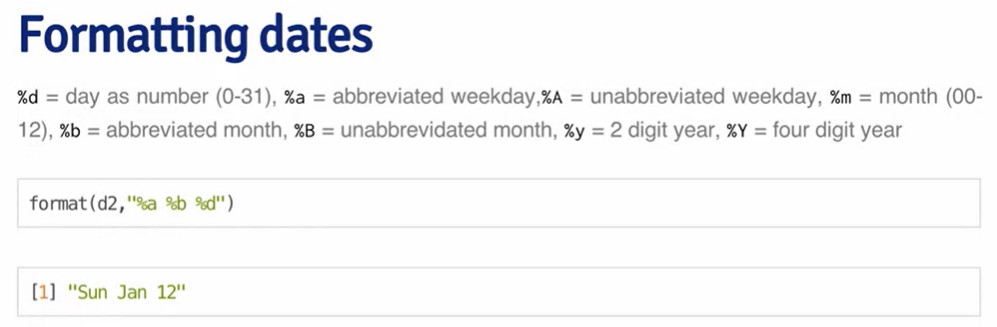 Formatting dates
%d = day as number (0-31), %a = abbreviated weekday,%A = unabbreviated weekday, %m = month (00-
12), %b = abbreviated month, %B = unabbrevidated month, %y = 2 digit year, %Y = four digit year
format(d2,"%a %b %d")
[1] "Sun Jan 12"